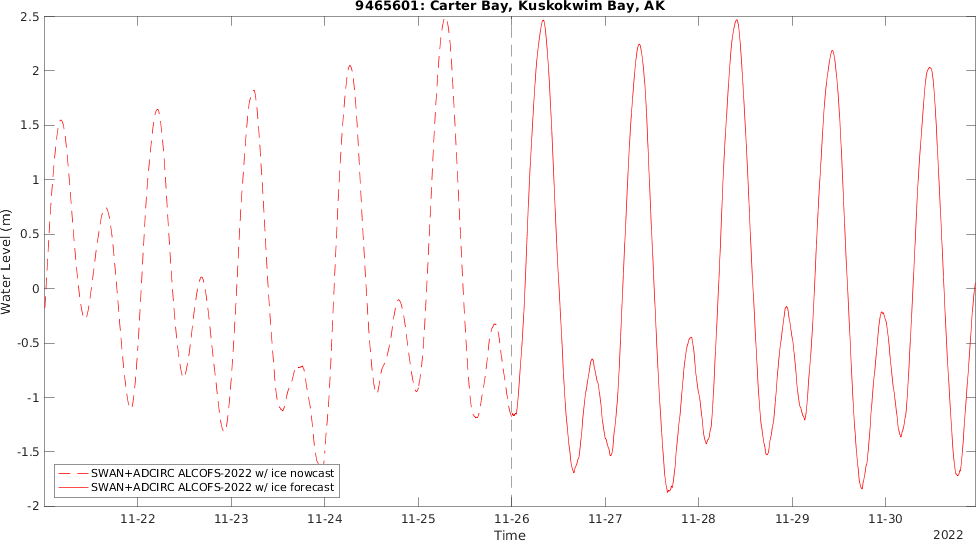 9465601: Carter Bay, Kuskokwim Bay, AK
2.5
2
1.5
1
0.5
0
-0.5
-1
-1.5
-2
Water Level (m)
SWAN+ADCIRC ALCOFS-2022 w/ ice nowcast
SWAN+ADCIRC ALCOFS-2022 w/ ice forecast
11-22 11-23 11-24 11-25 11-26 11-27 11-28 11-29 11-30
Time
2022